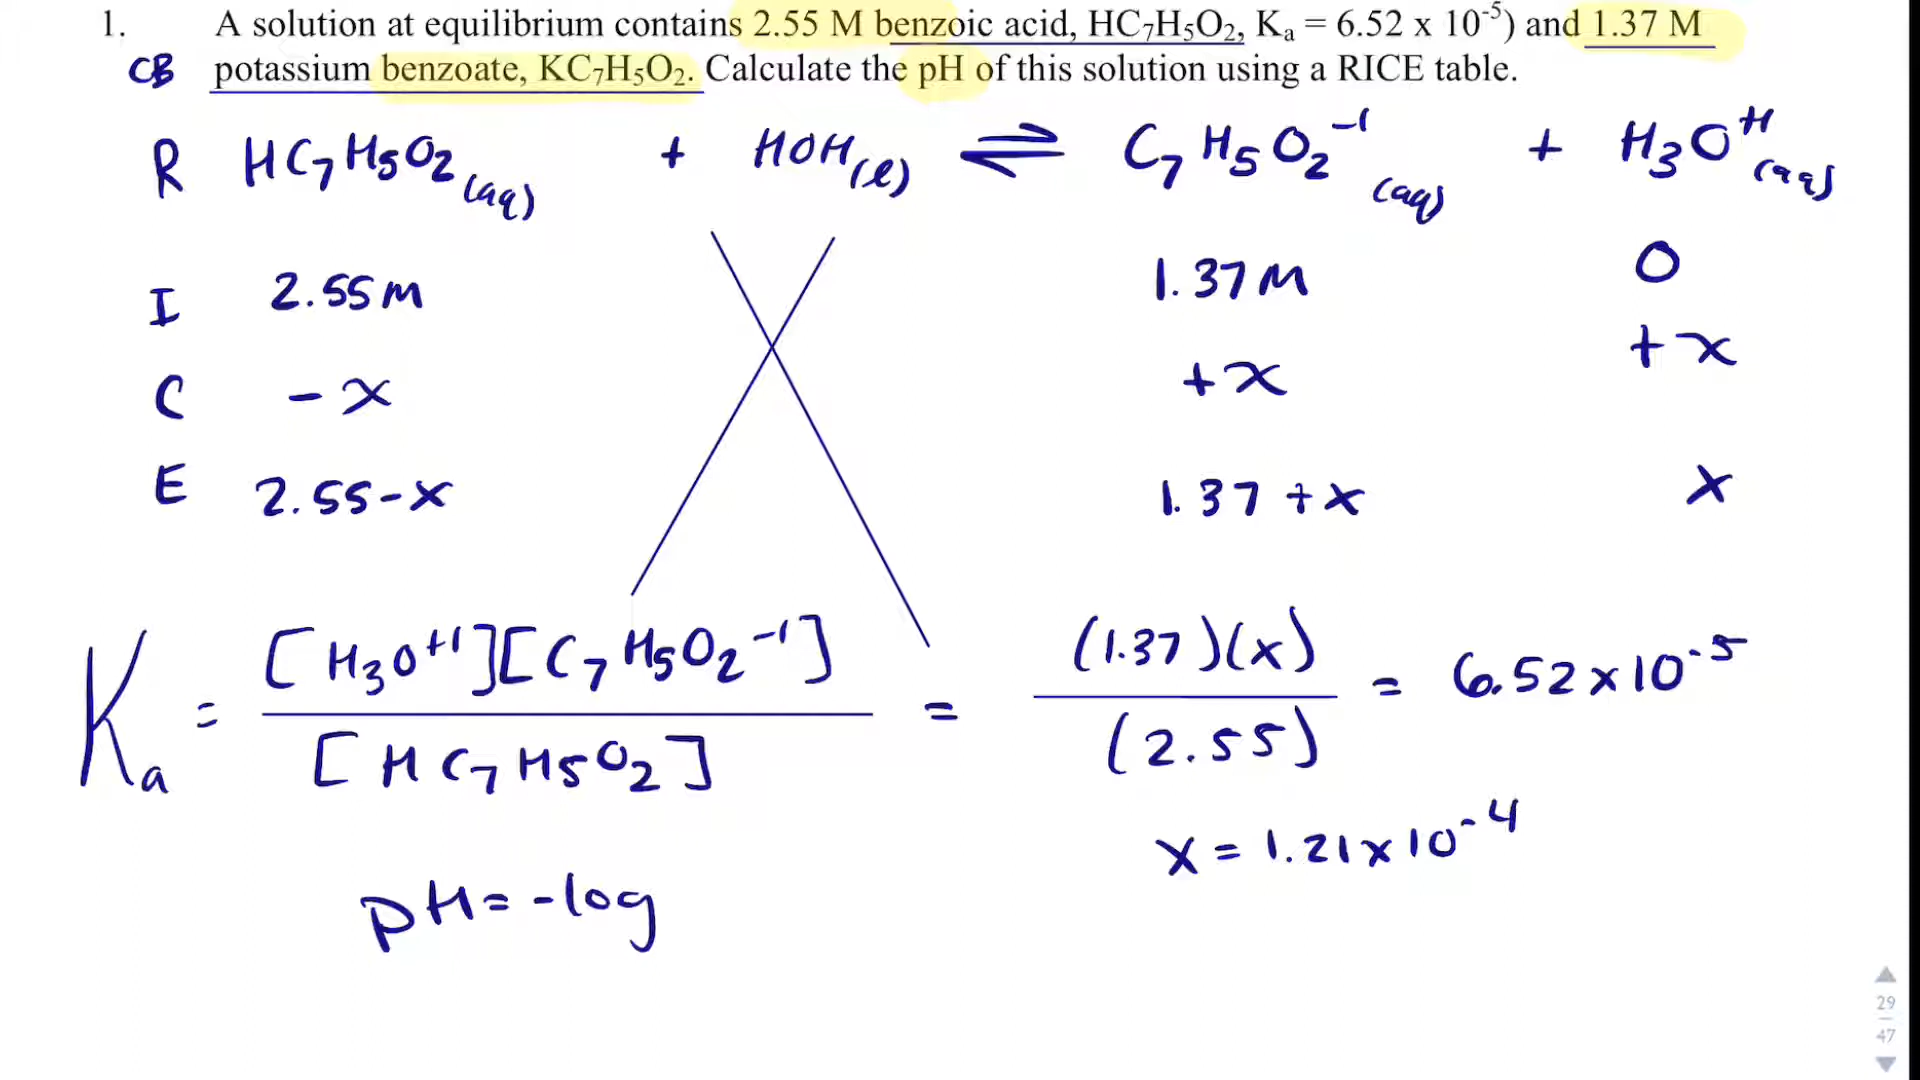 1. A solution at equilibrium contains 2.55 M benzoic acid, HC₇H₅O₂, Kₐ = 6.52 x 10⁻⁵) and 1.37 M
CB potassium benzoate, KC₇H₅O₂. Calculate the pH of this solution using a RICE table.
R HC₇H₅O₂(aq) + HOH(l) ⇌ C₇H₅O₂⁻¹(aq) + H₃O⁺¹(aq)
I 2.55M 1.37M 0
C -x +x +x
E 2.55-x 1.37+x x
Kₐ = [H₃O⁺¹][C₇H₅O₂⁻¹] / [HC₇H₅O₂] = (1.37)(x) / (2.55) = 6.52x10⁻⁵
x = 1.21x10⁻⁴
pH = -log
29
47